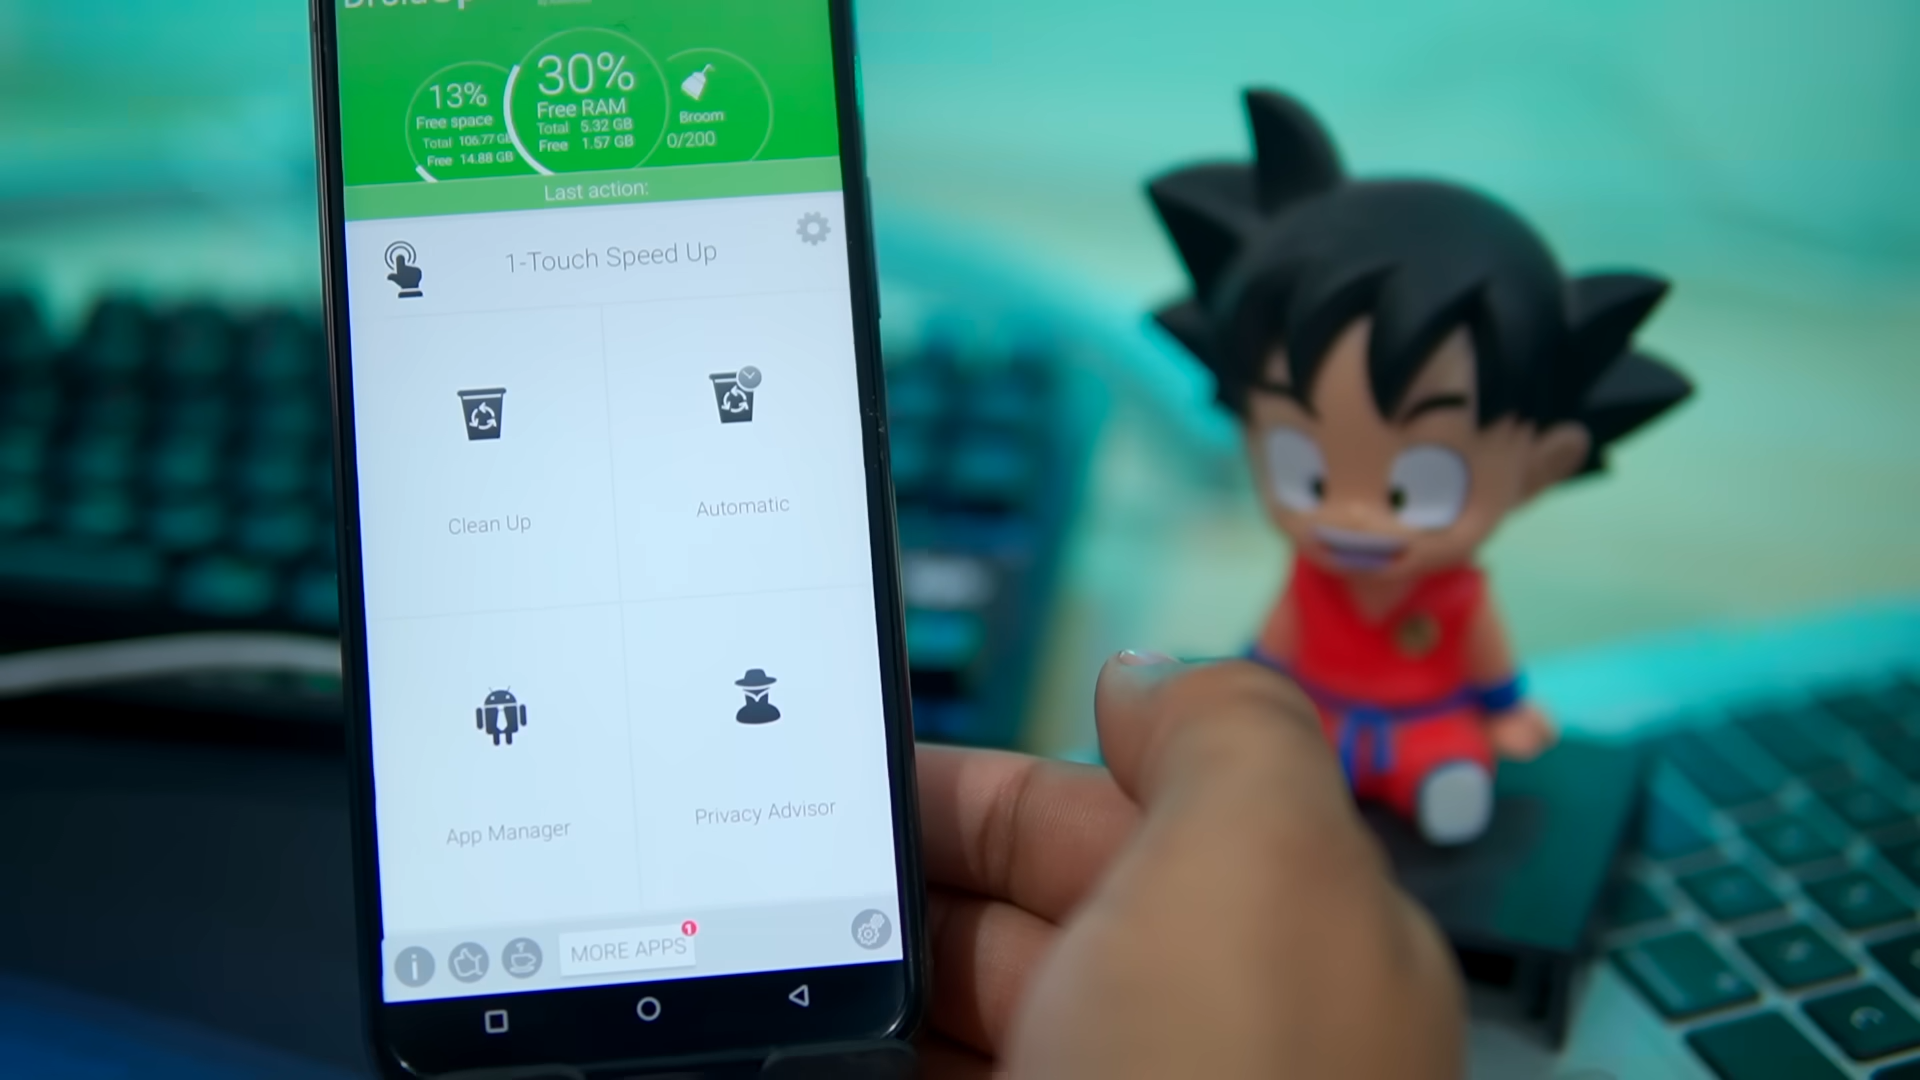 13%
Free space
Total 106.77 GB
Free 14.88 GB
30%
Free RAM
Total 5.32 GB
Free 1.57 GB
Broom
0/200
Last action:
1-Touch Speed Up
Clean Up
Automatic
App Manager
Privacy Advisor
MORE APPS
1